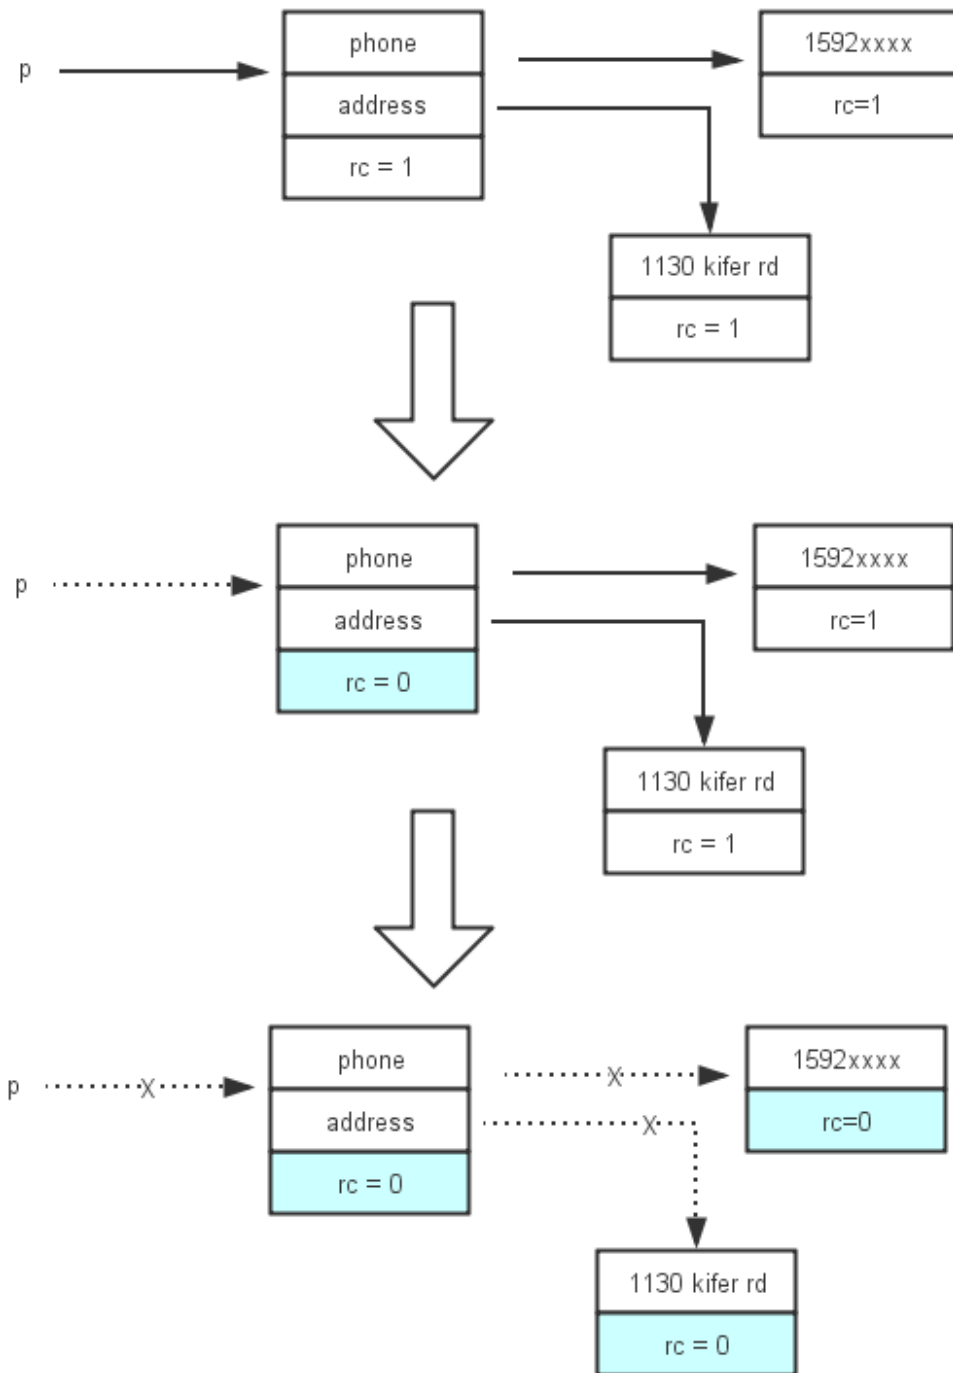 phone
1592xxxx
p
address
rc=1
rc = 1
1130 kifer rd
rc = 1
phone
1592xxxx
p
address
rc=1
rc = 0
1130 kifer rd
rc = 1
phone
1592xxxx
p
X
X
address
X
rc=0
rc = 0
1130 kifer rd
rc = 0